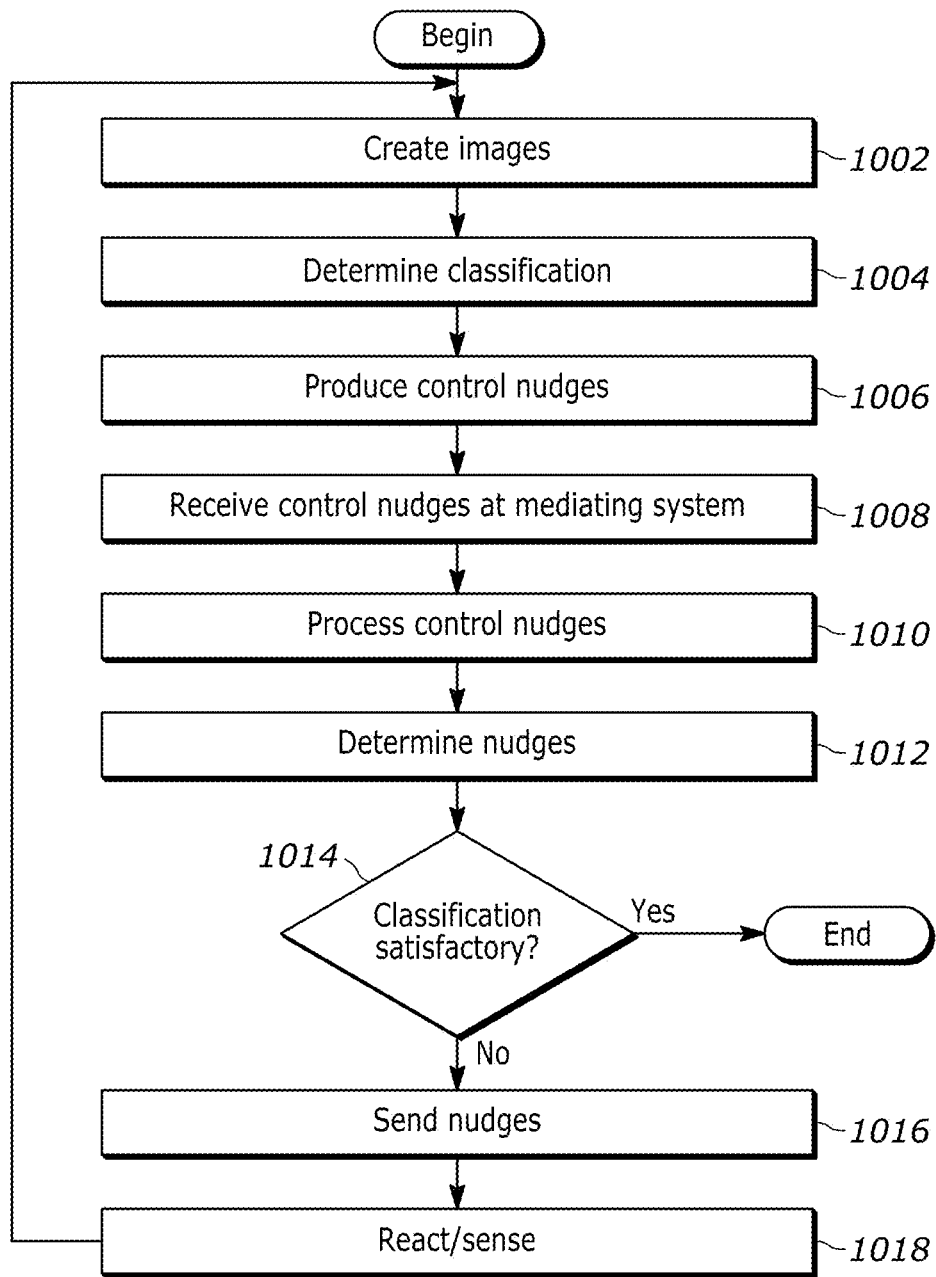 Begin
Create images
1002
Determine classification
1004
Produce control nudges
1006
Receive control nudges at mediating system
1008
Process control nudges
1010
Determine nudges
1012
1014
Classification
satisfactory?
Yes
End
No
Send nudges
1016
React/sense
1018